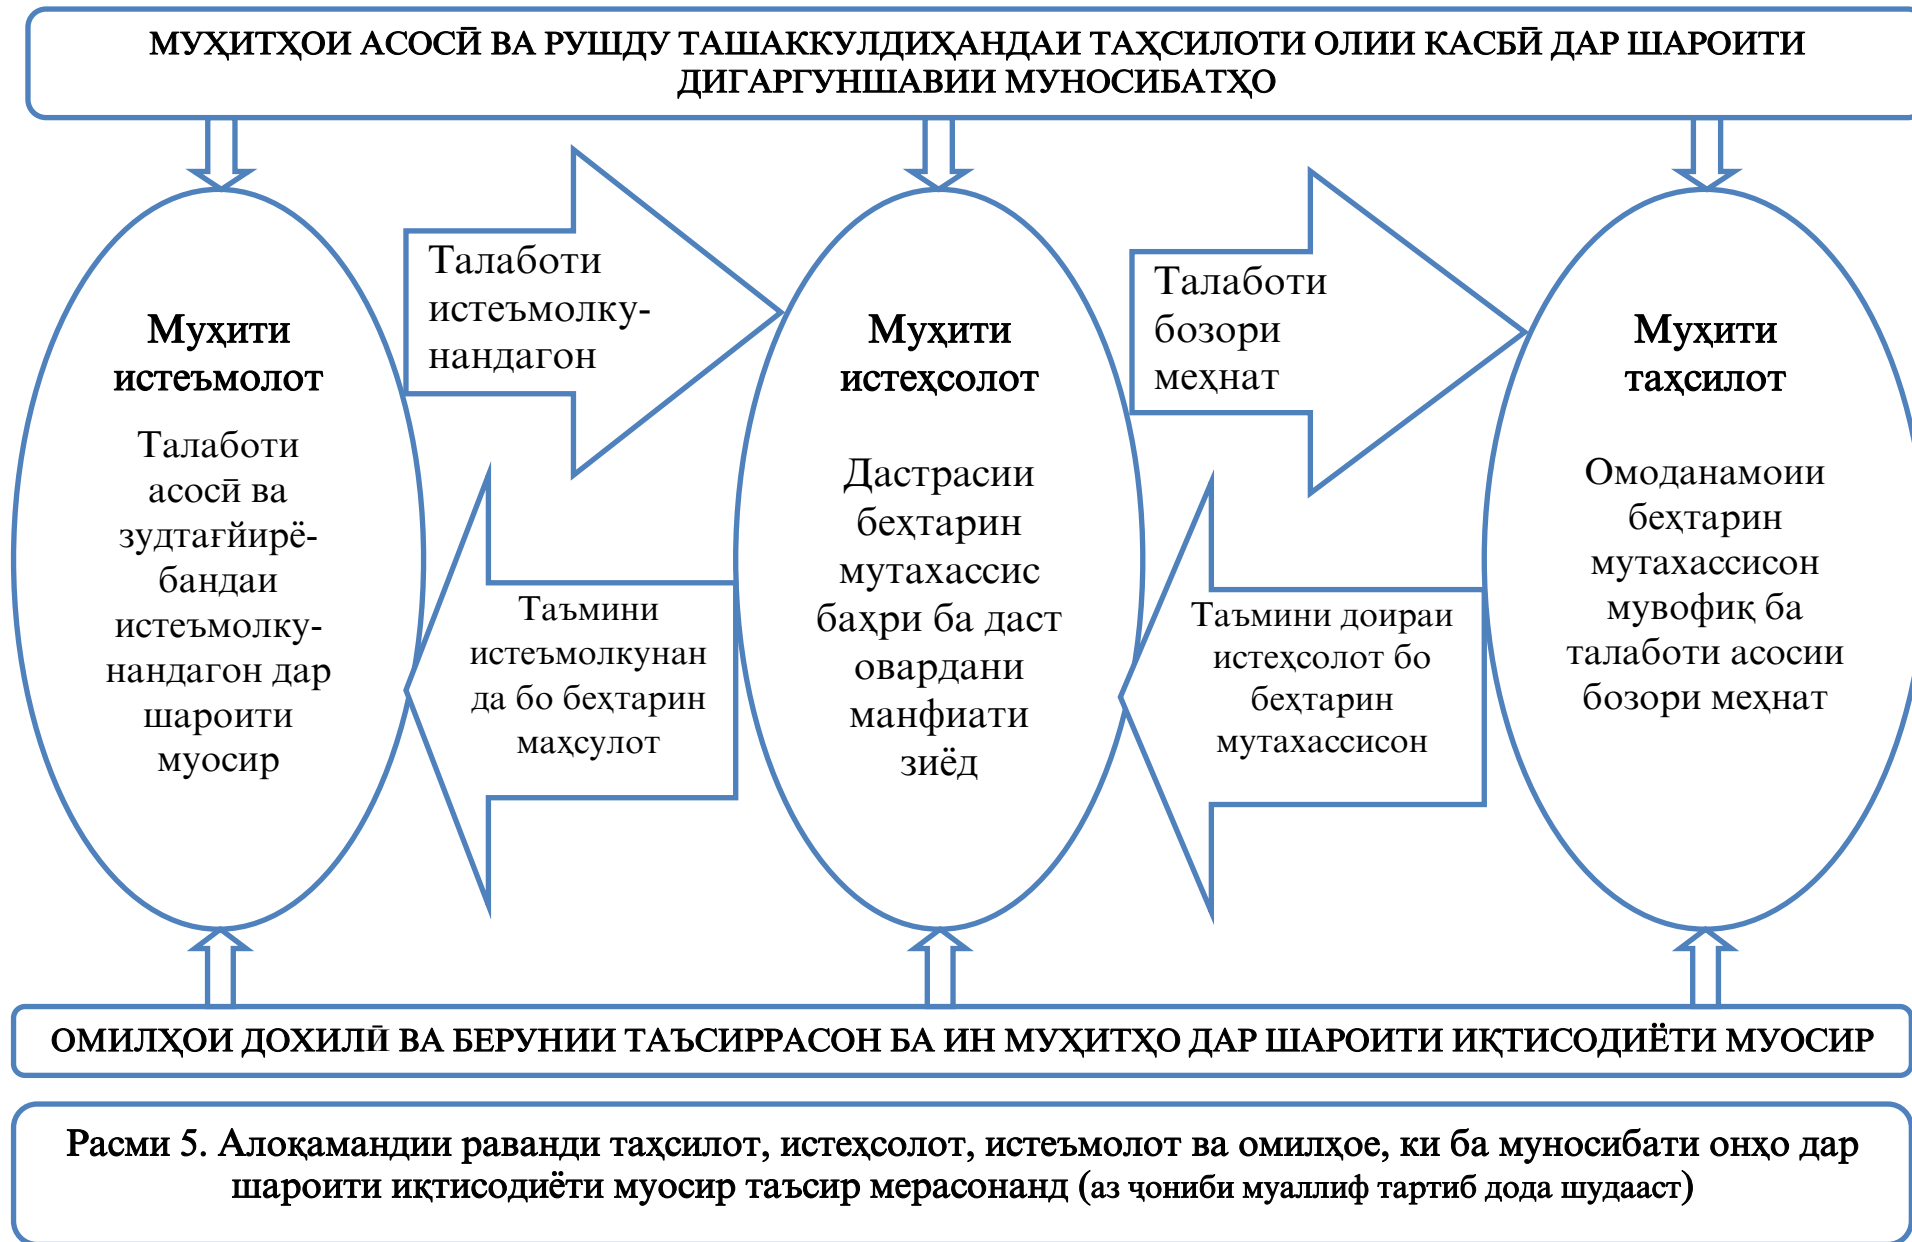 МУҲИТҲОИ АСОСӢ ВА РУШДУ ТАШАККУЛДИҲАНДАИ ТАҲСИЛОТИ ОЛИИ КАСБӢ ДАР ШАРОИТИ
ДИГАРГУНШАВИИ МУНОСИБАТҲО
Муҳити
истеъмолот
Талаботи
асосӣ ва
зудтағйирё-
бандаи
истеъмолку-
нандагон дар
шароити
муосир
Талаботи
истеъмолку-
нандагон
Таъмини
истеъмолкунан
да бо беҳтарин
маҳсулот
Муҳити
истеҳсолот
Дастрасии
беҳтарин
мутахассис
баҳри ба даст
овардани
манфиати
зиёд
Талаботи
бозори
меҳнат
Таъмини доираи
истеҳсолот бо
беҳтарин
мутахассисон
Муҳити
таҳсилот
Омоданамоии
беҳтарин
мутахассисон
мувофиқ ба
талаботи асосии
бозори меҳнат
ОМИЛҲОИ ДОХИЛӢ ВА БЕРУНИИ ТАЪСИРРАСОН БА ИН МУҲИТҲО ДАР ШАРОИТИ ИҚТИСОДИЁТИ МУОСИР
Расми 5. Алоқамандии раванди таҳсилот, истеҳсолот, истеъмолот ва омилҳое, ки ба муносибати онҳо дар
шароити иқтисодиёти муосир таъсир мерасонанд (аз ҷониби муаллиф тартиб дода шудааст)